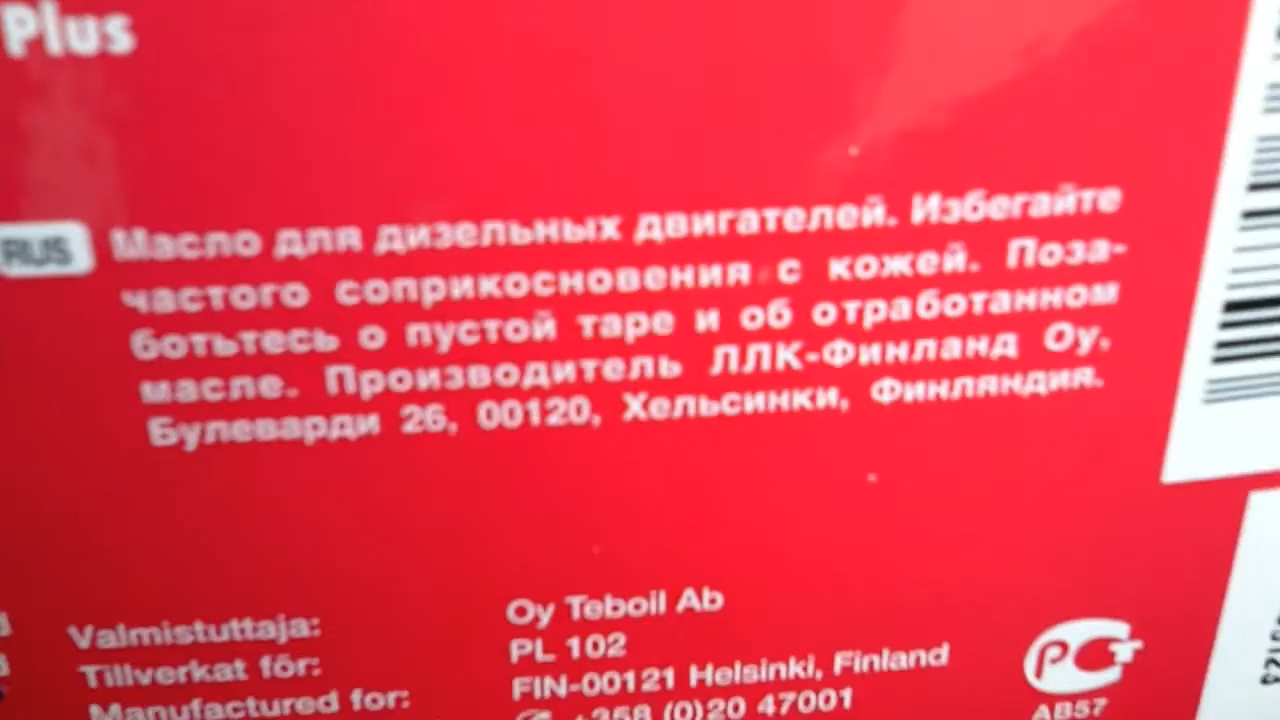 Plus
RUS Масло для дизельных двигателей. Избегайте
частого соприкосновения с кожей. Поза-
ботьтесь о пустой таре и об отработанном
масле. Производитель ЛЛК-Финланд Оу,
Булеварди 26, 00120, Хельсинки, Финляндия.
Valmistuttaja:
Tillverkat för:
Manufactured for:
Oy Teboil Ab
PL 102
FIN-00121 Helsinki, Finland
+358 (0)20 47001
PCT
АВ57